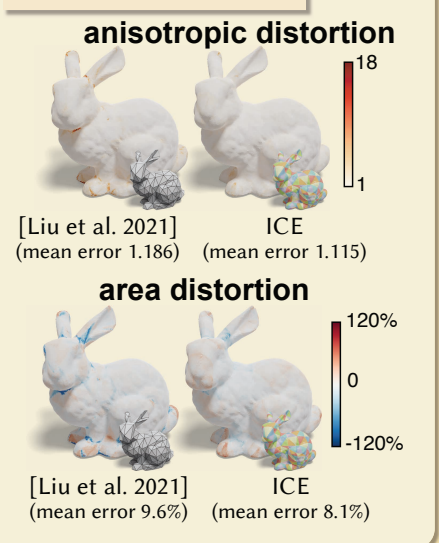 anisotropic distortion
18
1
[Liu et al. 2021] ICE
(mean error 1.186) (mean error 1.115)
area distortion
120%
0
-120%
[Liu et al. 2021] ICE
(mean error 9.6%) (mean error 8.1%)